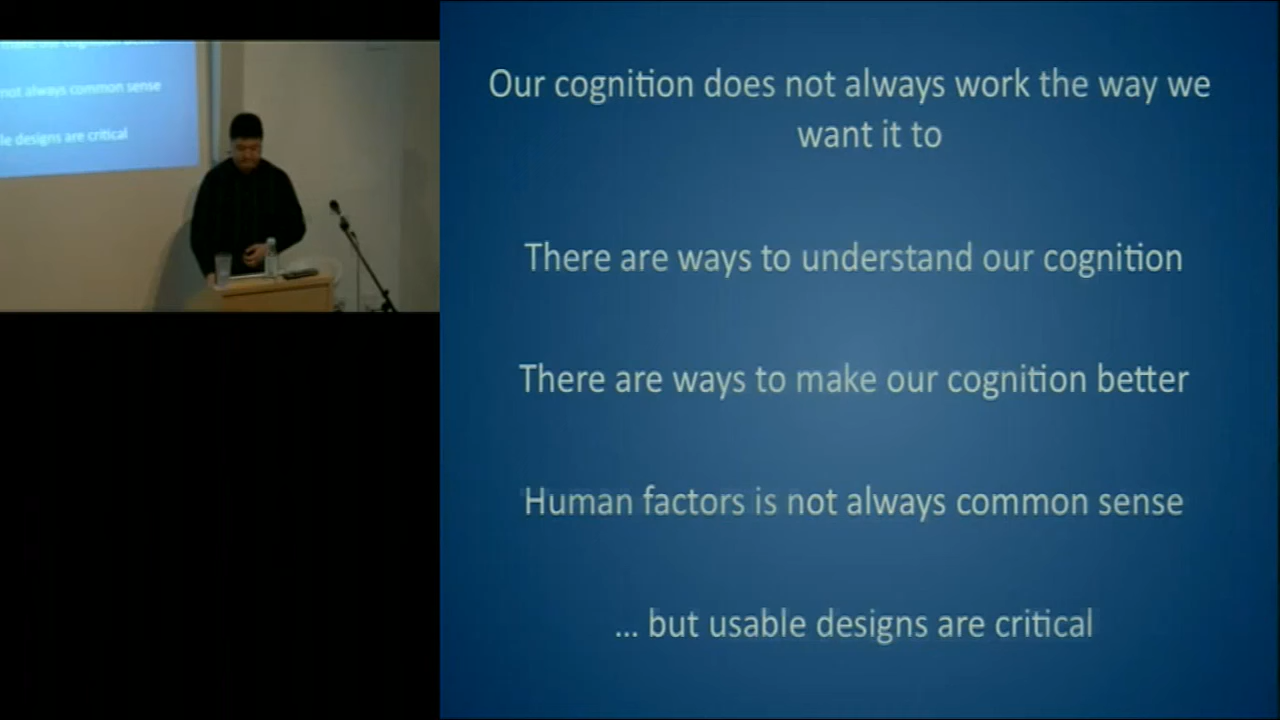 not always common sense
le designs are critical
Our cognition does not always work the way we
want it to
There are ways to understand our cognition
There are ways to make our cognition better
Human factors is not always common sense
... but usable designs are critical